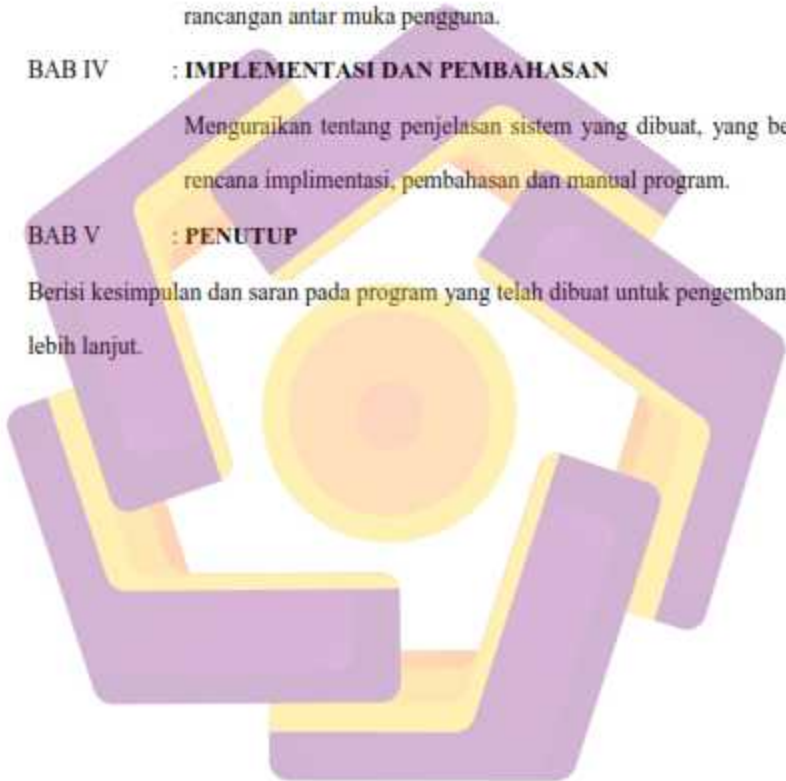 rancangan antar muka pengguna.
BAB IV : IMPLEMENTASI DAN PEMBAHASAN
Menguraikan tentang penjelasan sistem yang dibuat, yang be
rencana implimentasi, pembahasan dan manual program.
BAB V : PENUTUP
Berisi kesimpulan dan saran pada program yang telah dibuat untuk pengemban
lebih lanjut.